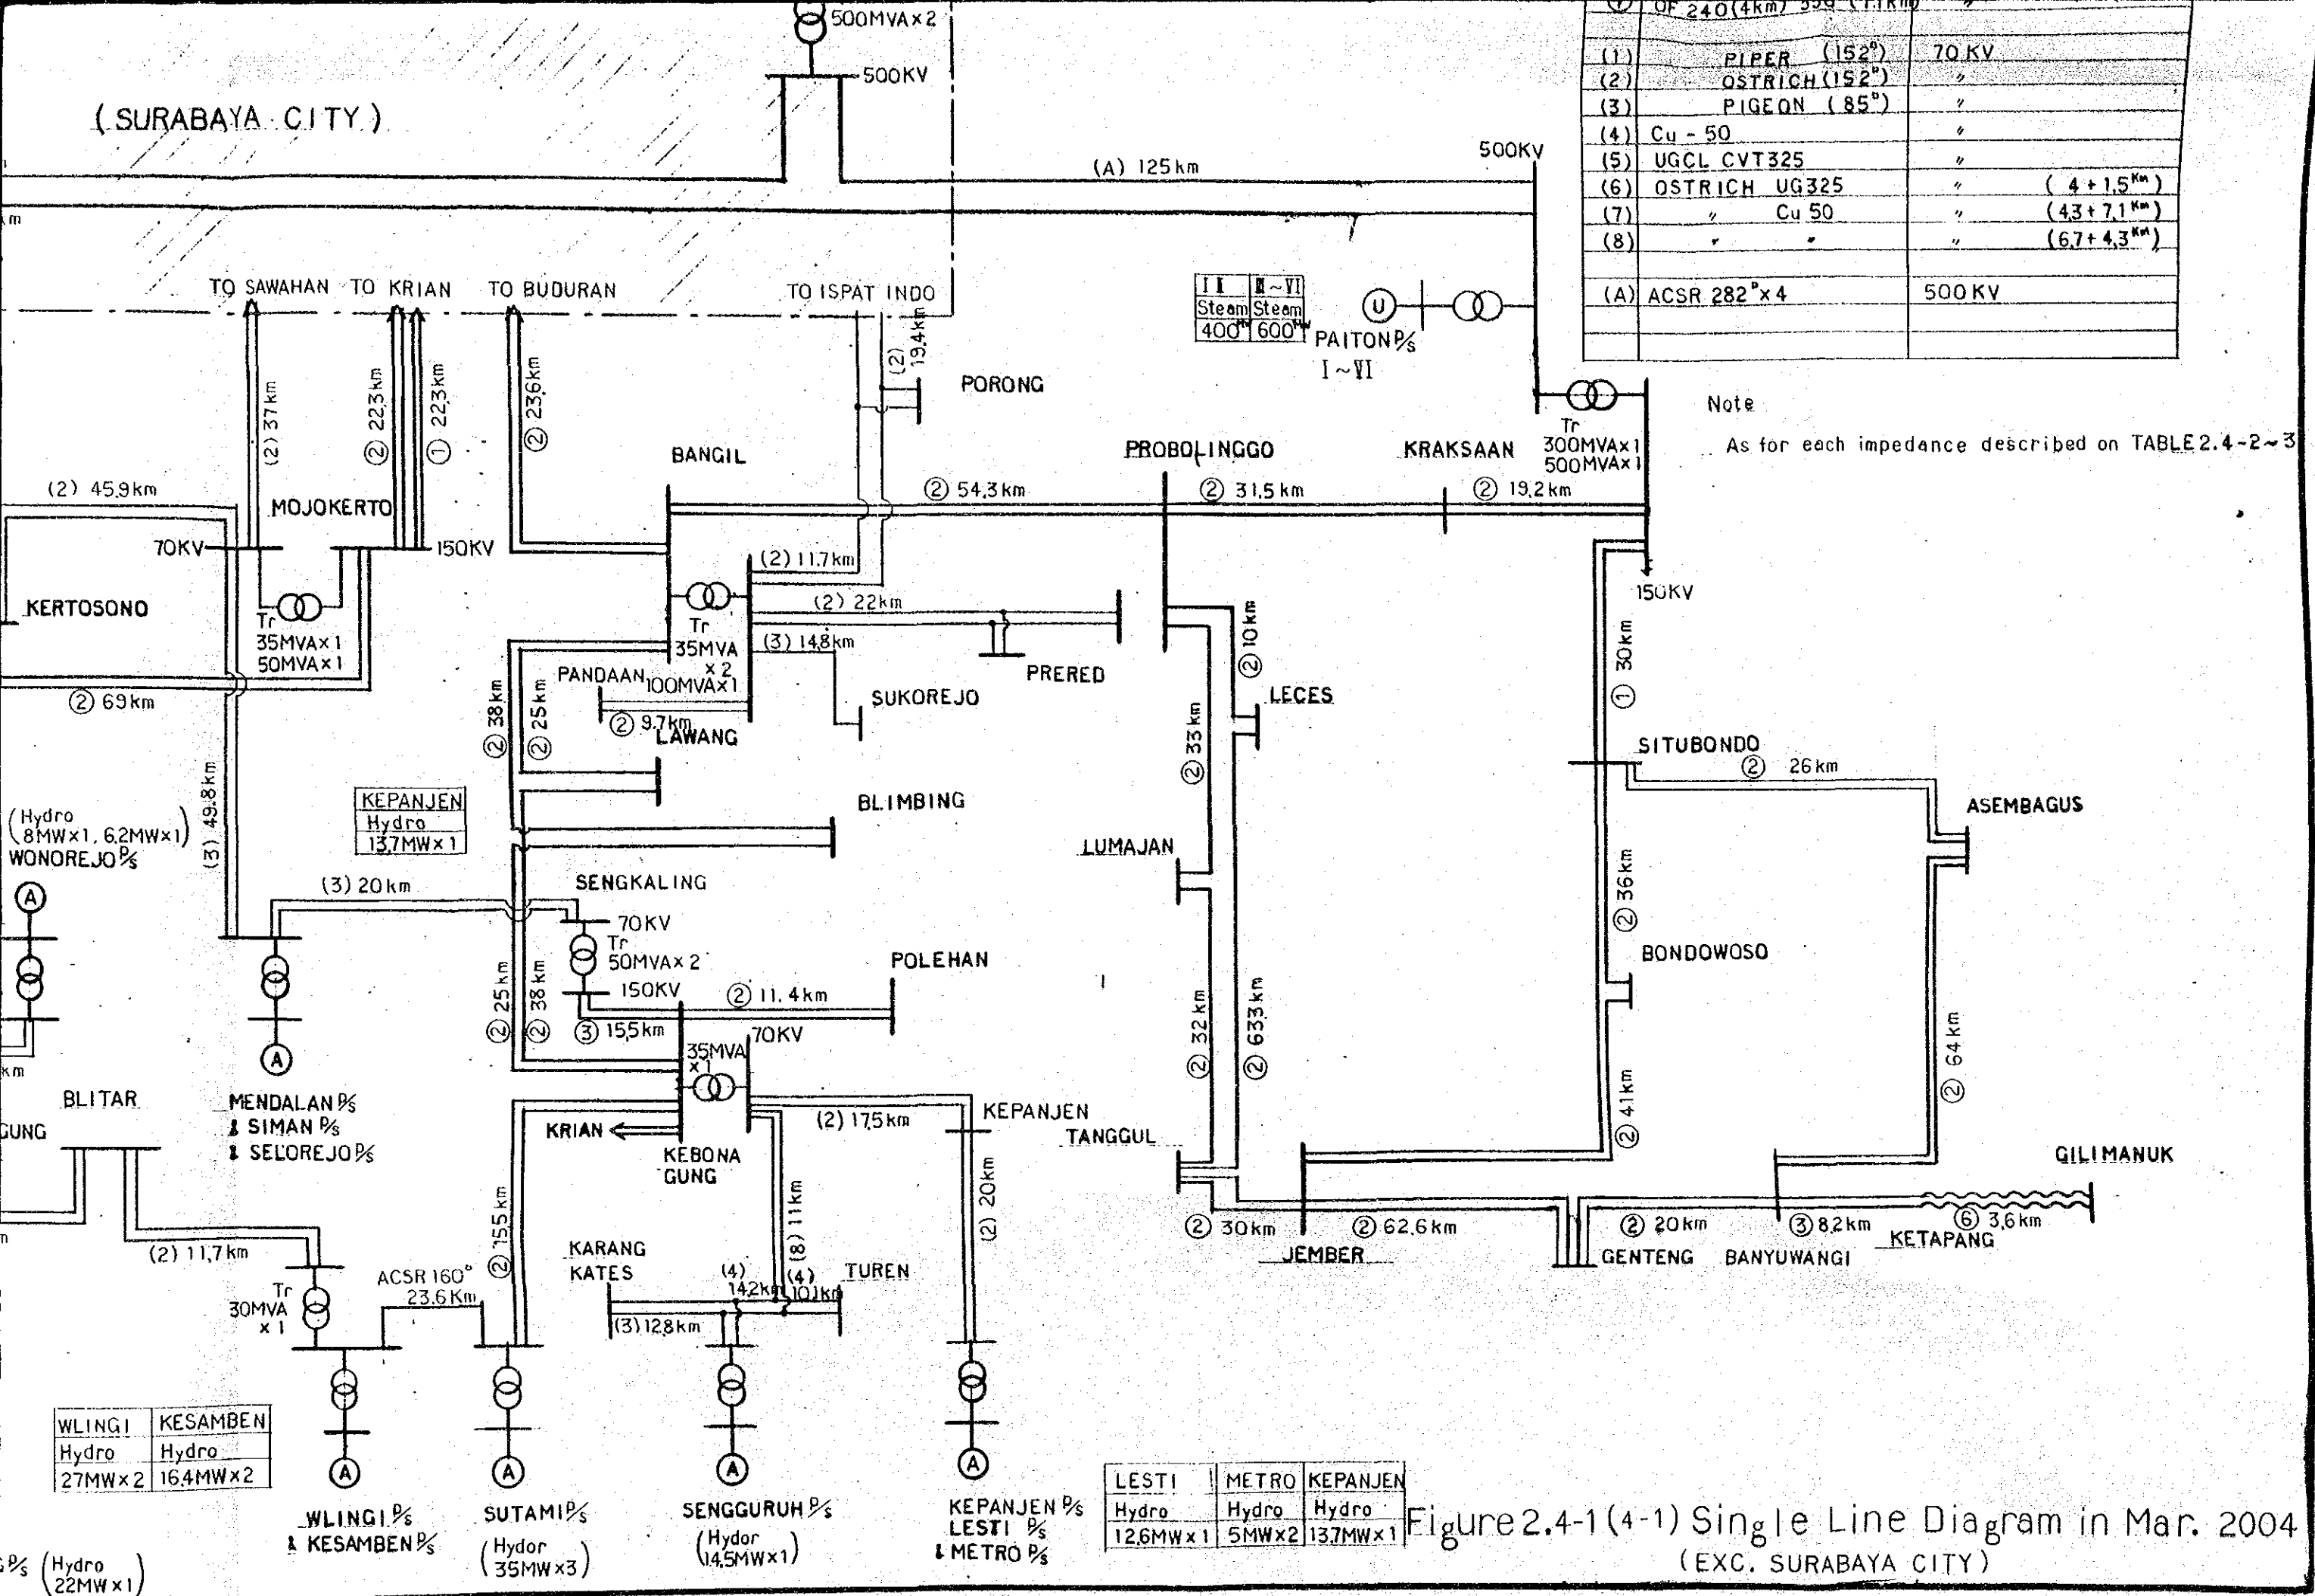 500MVA×2
500KV
(SURABAYA CITY)
OF 240(4km)
(1) PIPER (152°) 70 KV
(2) OSTRICH (152°) "
(3) PIGEON (85°) "
(4) Cu - 50 "
(5) UGCL CVT325 "
(6) OSTRICH UG325 " (4+1.5Km)
(7) " Cu 50 " (4.3+7.1Km)
(8) " " " (6.7+4.3Km)
(A) ACSR 282°×4 500 KV
(A) 125km
500KV
m
TO SAWAHAN
TO KRIAN
TO BUDURAN
TO ISPAT INDO
I II III~VI
Steam Steam
400MW 600MW
U
PAITON P/S
I~VI
(2) 37km
② 22.3km
① 22.3km
② 23.6km
(2) 19.4km
PORONG
Tr
300MVA×1
500MVA×1
Note
As for each impedance described on TABLE 2.4-2~3
BANGIL
PROBOLINGGO
KRAKSAAN
(2) 45.9km
MOJOKERTO
② 54.3km
② 31.5km
② 19.2km
70KV
150KV
150KV
(2) 11.7km
KERTOSONO
Tr
35MVA×1
50MVA×1
② 69km
Tr
35MVA
×2
100MVA×1
(2) 22km
(3) 14.8km
PRERED
SUKOREJO
PANDAAN
② 9.7km
LAWANG
② 38km
② 25km
② 10km
LECES
② 33km
① 30km
SITUBONDO
② 26km
ASEMBAGUS
(Hydro
8MW×1, 6.2MW×1)
WONOREJO P/S
A
(3) 49.8km
KEPANJEN
Hydro
13.7MW×1
BLIMBING
LUMAJAN
(3) 20km
SENGKALING
70KV
Tr
50MVA×2
150KV
③ 15.5km
② 11.4km
POLEHAN
② 25km
② 38km
② 36km
BONDOWOSO
② 32km
② 63.3km
② 64km
② 41km
km
A
BLITAR
GUNG
MENDALAN P/S
& SIMAN P/S
& SELOREJO P/S
70KV
35MVA
×1
KRIAN
KEBONA
GUNG
(2) 17.5km
KEPANJEN
TANGGUL
GILIMANUK
(2) 11.7km
② 15.5km
(8) 11km
(2) 20km
② 30km
JEMBER
② 62.6km
② 20km
GENTENG
③ 8.2km
BANYUWANGI
⑥ 3.6km
KETAPANG
Tr
30MVA
×1
ACSR 160°
23.6Km
KARANG
KATES
(4)
14.2km
(4)
10.1km
TUREN
(3) 12.8km
WLINGI KESAMBEN
Hydro Hydro
27MW×2 16.4MW×2
A
A
A
A
WLINGI P/S
& KESAMBEN P/S
SUTAMI P/S
(Hydor
35MW×3)
SENGGURUH P/S
(Hydor
14.5MW×1)
KEPANJEN P/S
LESTI P/S
& METRO P/S
LESTI METRO KEPANJEN
Hydro Hydro Hydro
12.6MW×1 5MW×2 13.7MW×1
P/S (Hydro
22MW×1)
Figure 2.4-1 (4-1) Single Line Diagram in Mar. 2004
(EXC. SURABAYA CITY)